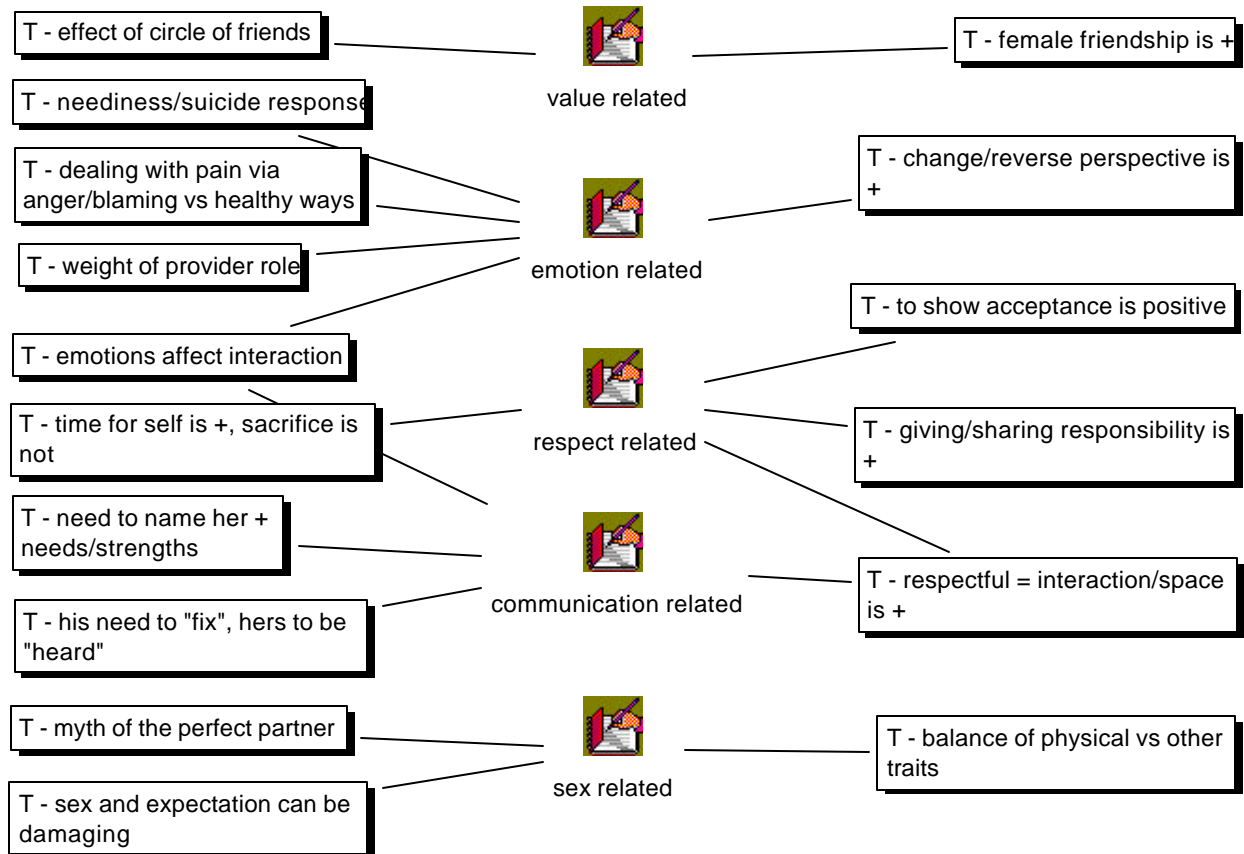 T - effect of circle of friends
T - female friendship is +
value related
T - neediness/suicide response
T - dealing with pain via
anger/blaming vs healthy ways
T - change/reverse perspective is
+
T - weight of provider role
emotion related
T - to show acceptance is positive
T - emotions affect interaction
T - time for self is +, sacrifice is
not
respect related
T - giving/sharing responsibility is
+
T - need to name her +
needs/strengths
communication related
T - respectful = interaction/space
is +
T - his need to "fix", hers to be
"heard"
T - myth of the perfect partner
T - balance of physical vs other
traits
sex related
T - sex and expectation can be
damaging